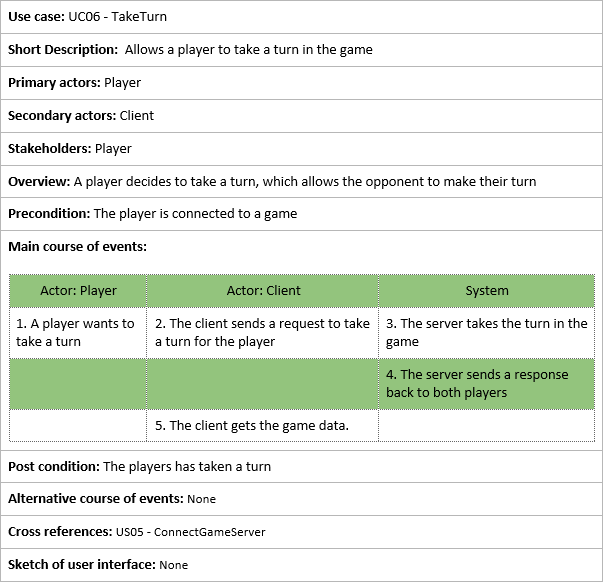 Use case: UC06 - TakeTurn
Short Description:  Allows a player to take a turn in the game
Primary actors: Player
Secondary actors: Client
Stakeholders: Player
Overview: A player decides to take a turn, which allows the opponent to make their turn
Precondition: The player is connected to a game
Main course of events:
Actor: Player
Actor: Client
System
1. A player wants to
take a turn
2. The client sends a request to take
a turn for the player
3. The server takes the turn in the
game
4. The server sends a response
back to both players
5. The client gets the game data.
Post condition: The players has taken a turn
Alternative course of events: None
Cross references: US05 - ConnectGameServer
Sketch of user interface: None